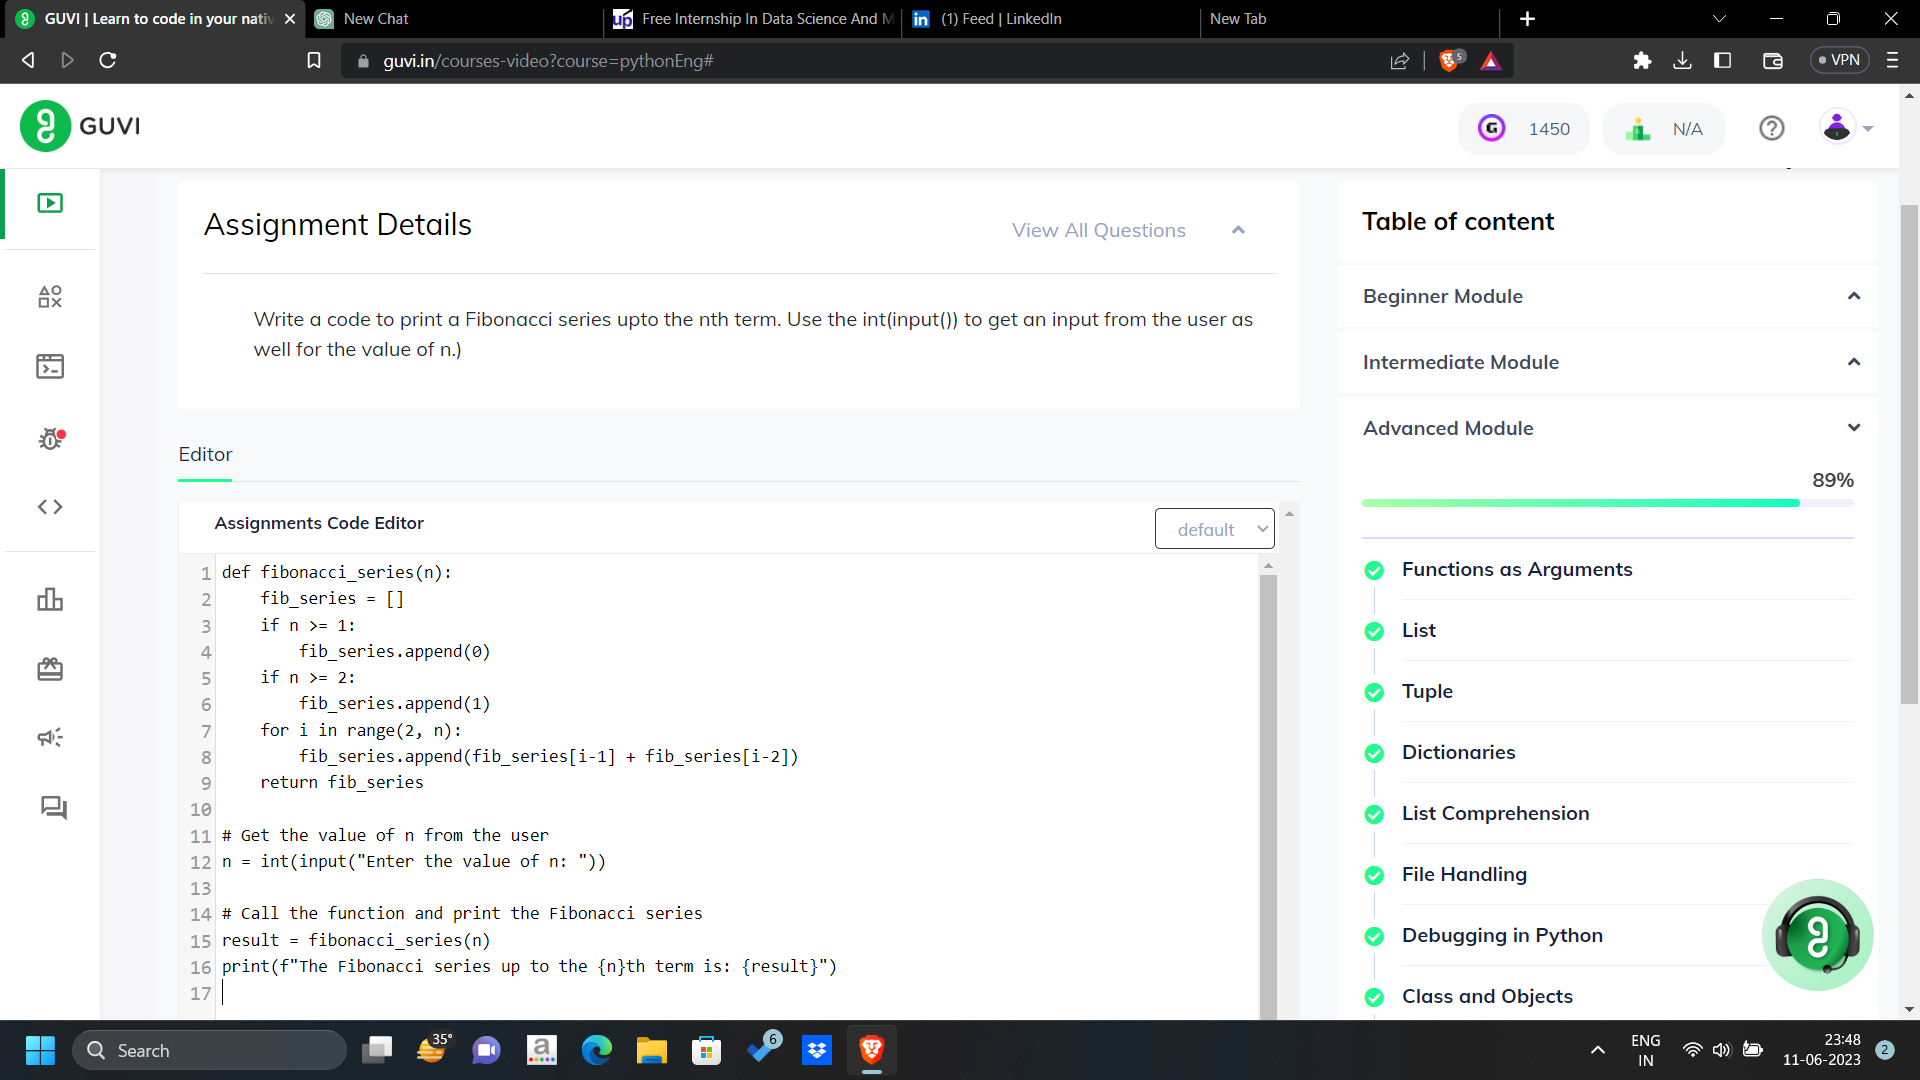 GUVI | Learn to code in your nativ
New Chat
Free Internship In Data Science And M
(1) Feed | LinkedIn
New Tab
guvi.in/courses-video?course=pythonEng#
5
VPN
GUVI
G
1450
N/A
Assignment Details
View All Questions
Write a code to print a Fibonacci series upto the nth term. Use the int(input()) to get an input from the user as
well for the value of n.)
Editor
Assignments Code Editor
default
1 def fibonacci_series(n):
2     fib_series = []
3     if n >= 1:
4         fib_series.append(0)
5     if n >= 2:
6         fib_series.append(1)
7     for i in range(2, n):
8         fib_series.append(fib_series[i-1] + fib_series[i-2])
9     return fib_series
10
11 # Get the value of n from the user
12 n = int(input("Enter the value of n: "))
13
14 # Call the function and print the Fibonacci series
15 result = fibonacci_series(n)
16 print(f"The Fibonacci series up to the {n}th term is: {result}")
17
Table of content
Beginner Module
Intermediate Module
Advanced Module
89%
Functions as Arguments
List
Tuple
Dictionaries
List Comprehension
File Handling
Debugging in Python
Class and Objects
Search
35°
a
6
ENG
IN
23:48
11-06-2023
2